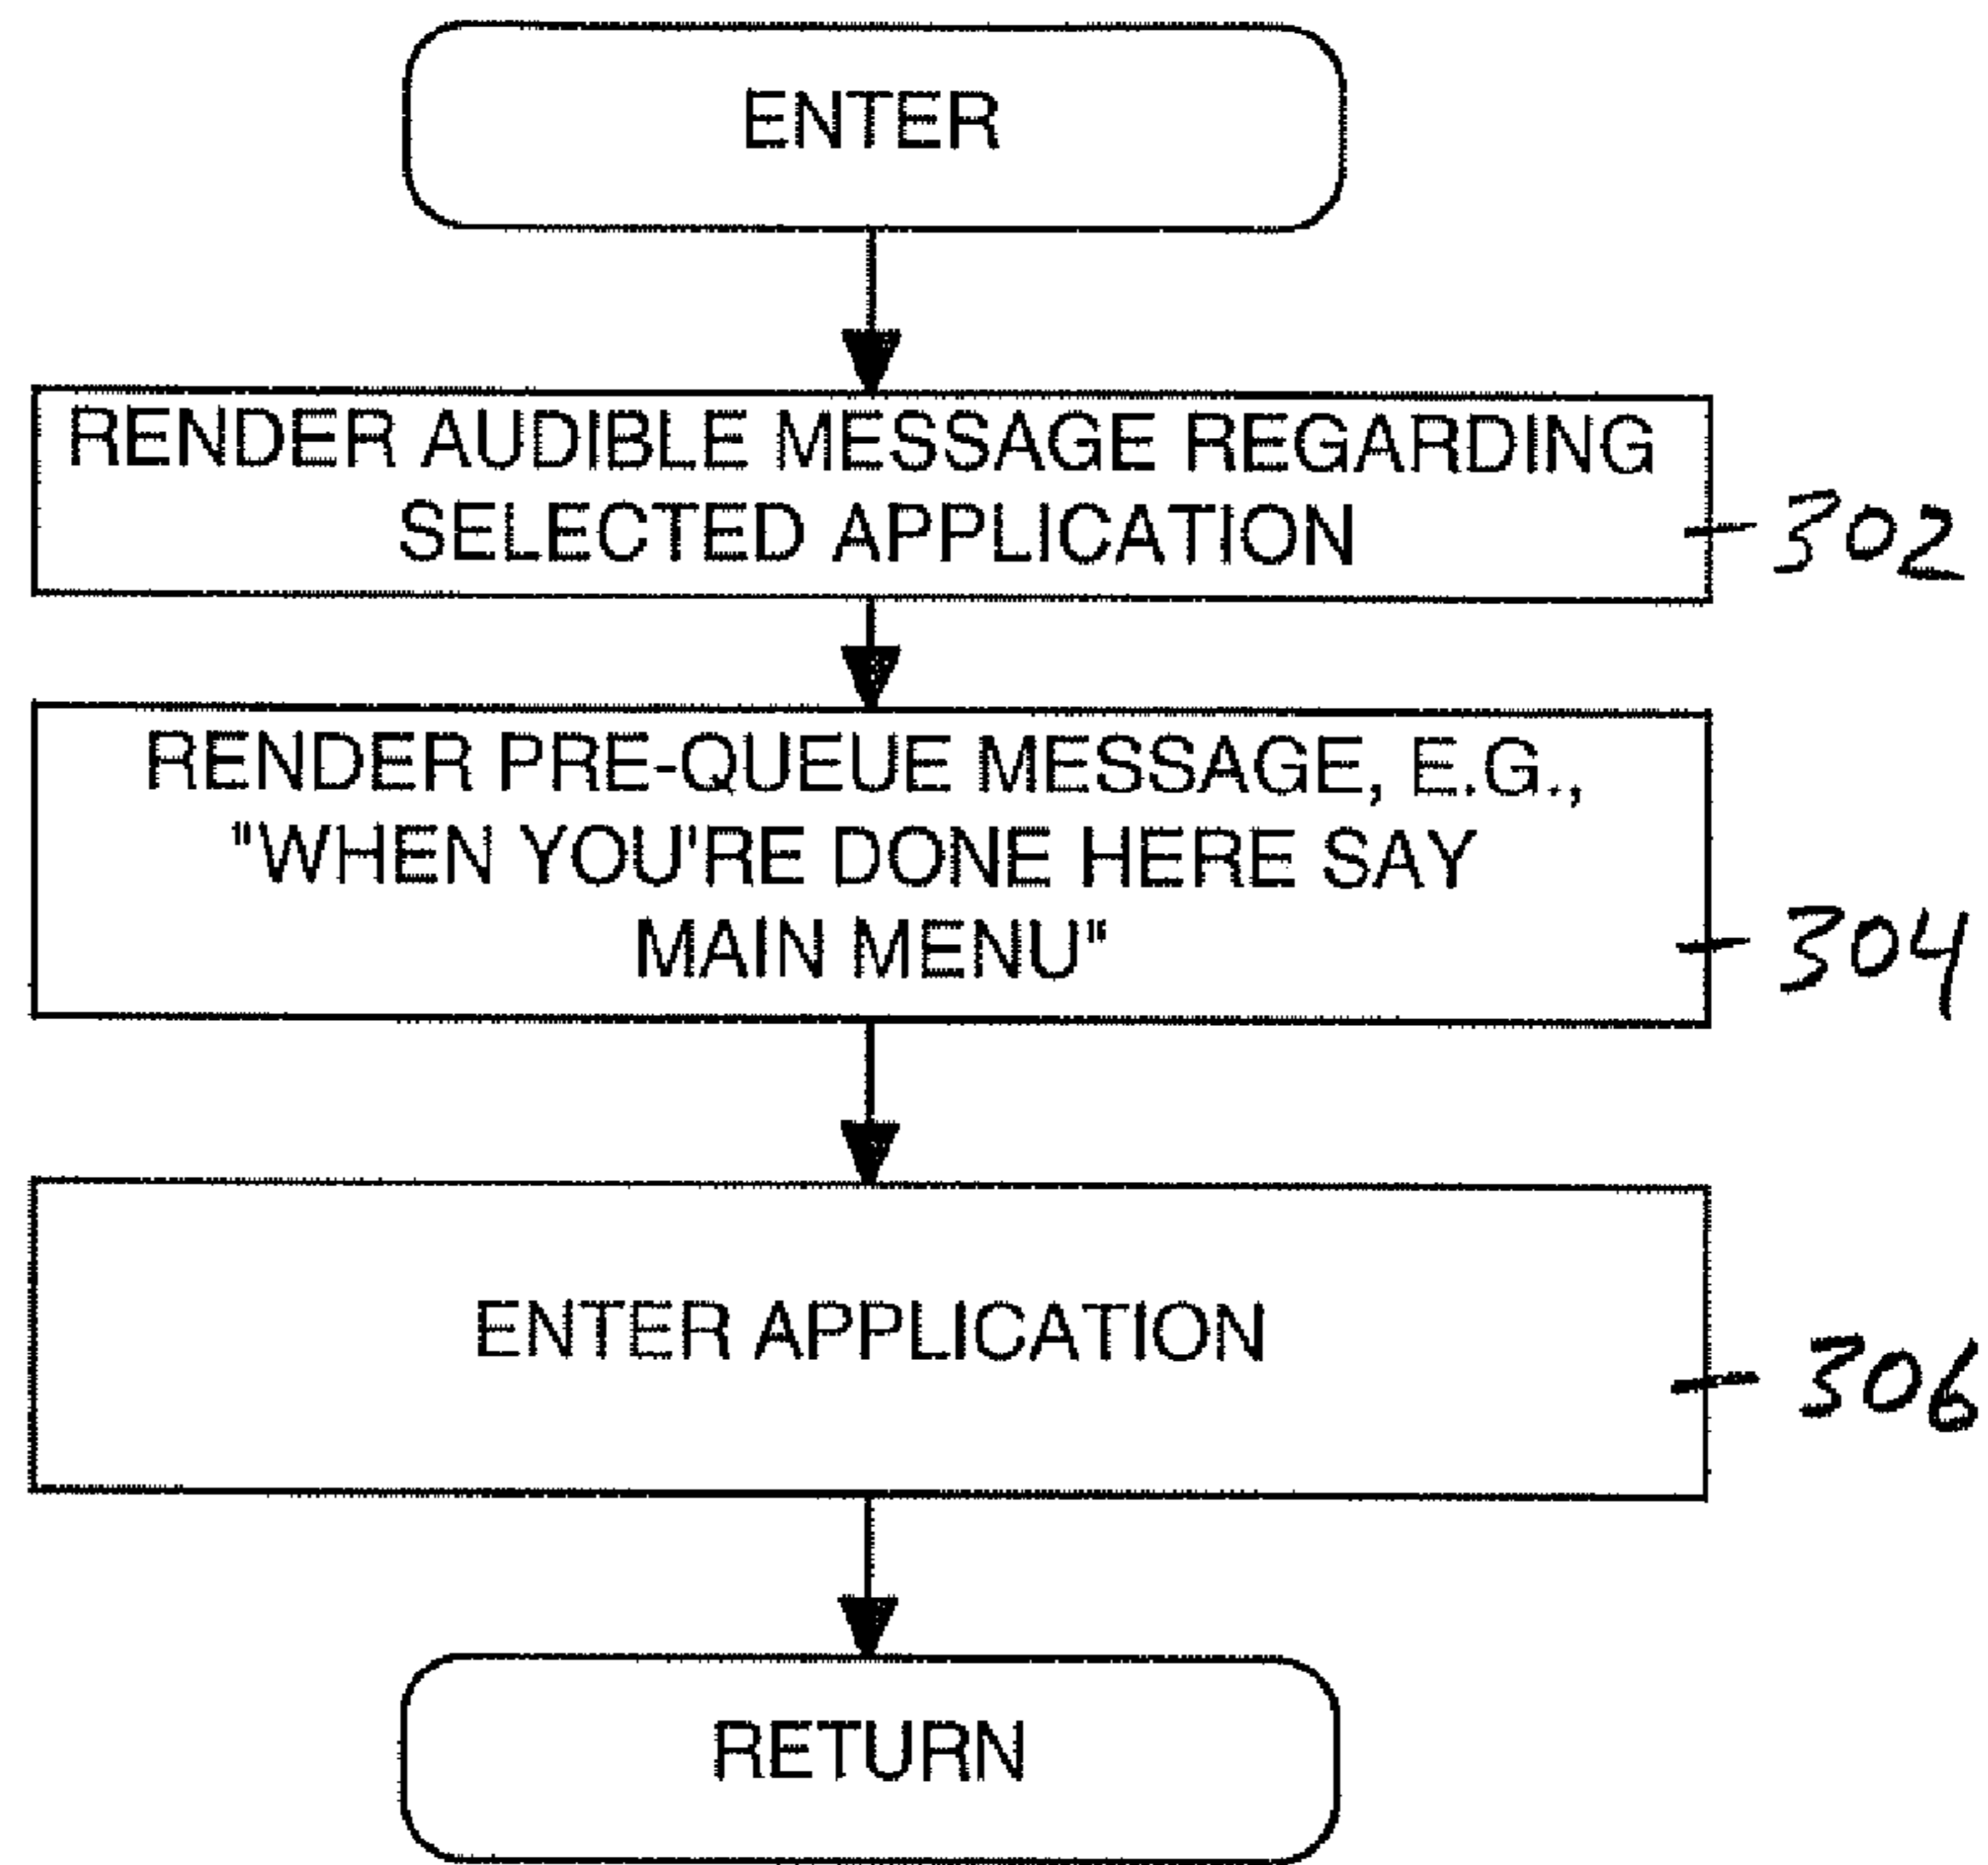 ENTER
RENDER AUDIBLE MESSAGE REGARDING
SELECTED APPLICATION
302
RENDER PRE-QUEUE MESSAGE, E.G.,
"WHEN YOU'RE DONE HERE SAY
MAIN MENU"
304
ENTER APPLICATION
306
RETURN